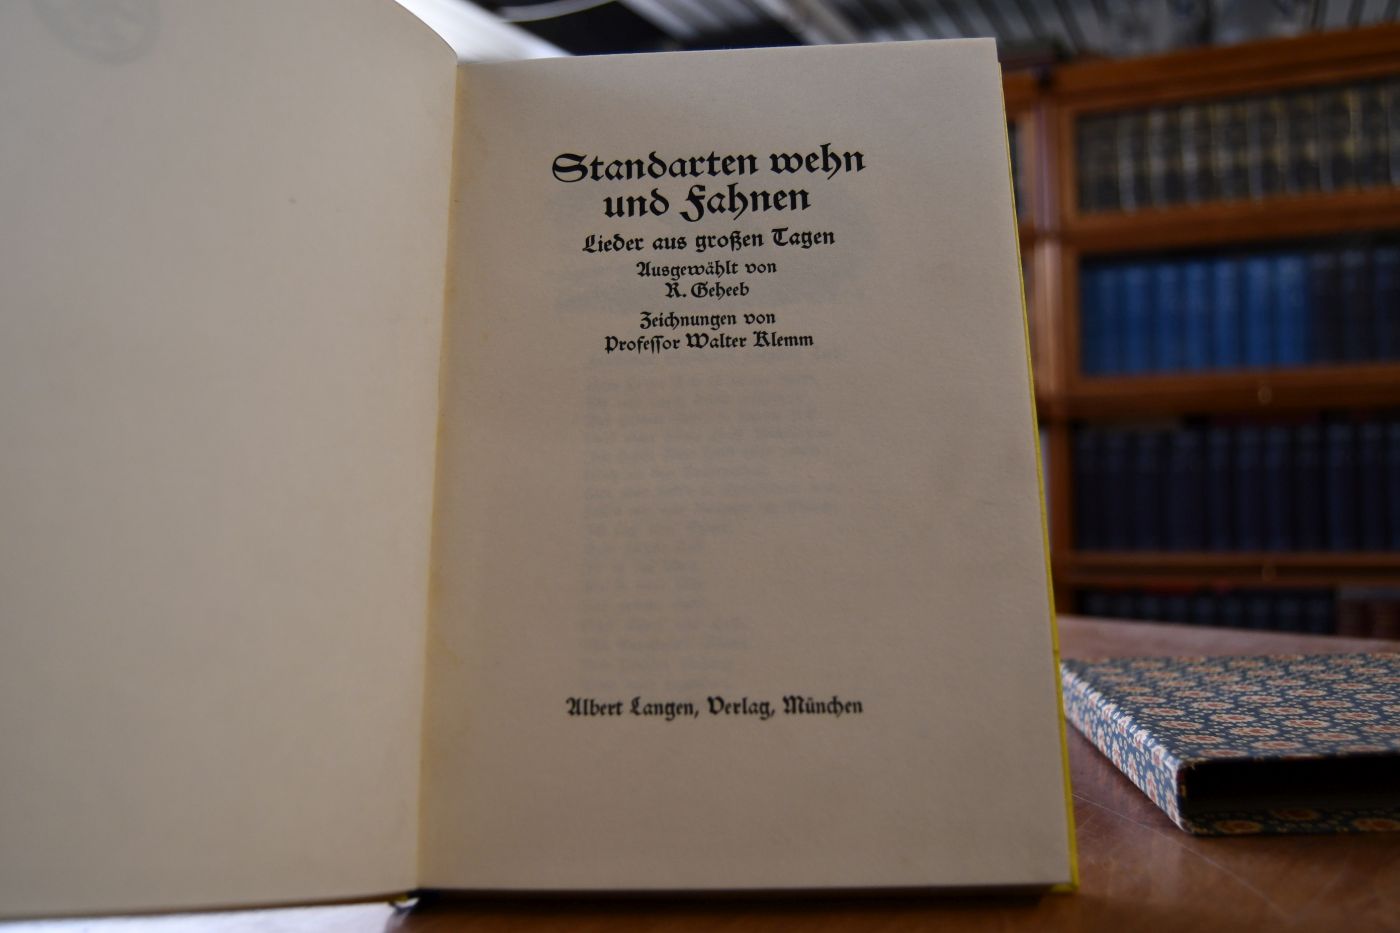 Standarten wehn
und Fahnen
Lieder aus großen Tagen
Ausgewählt von
R. Geheeb
Zeichnungen von
Professor Walter Klemm
Albert Langen, Verlag, München